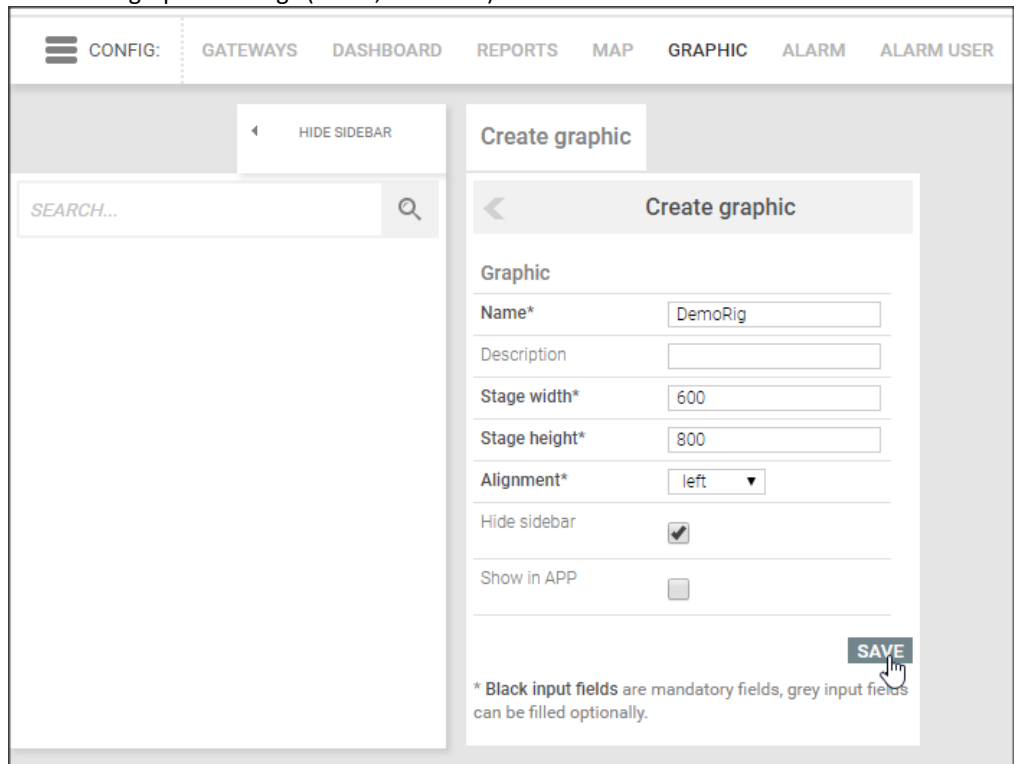 CONFIG: GATEWAYS DASHBOARD REPORTS MAP GRAPHIC ALARM ALARM USER
HIDE SIDEBAR
Create graphic
SEARCH...
Create graphic
Graphic
Name* DemoRig
Description
Stage width* 600
Stage height* 800
Alignment* left
Hide sidebar
Show in APP
SAVE
* Black input fields are mandatory fields, grey input fields
can be filled optionally.